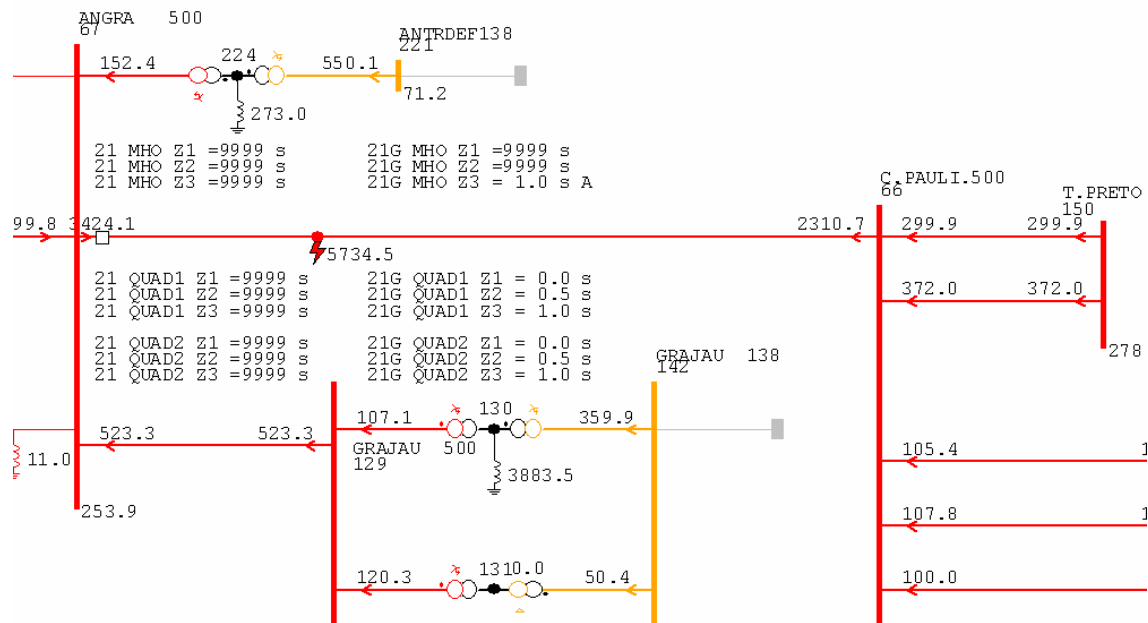 ANGRA 500
67
152.4
224
550.1
ANTRDEF138
221
71.2
273.0
21 MHO Z1 =9999 s
21 MHO Z2 =9999 s
21 MHO Z3 =9999 s
21G MHO Z1 =9999 s
21G MHO Z2 =9999 s
21G MHO Z3 = 1.0 s A
C.PAULI.500
66
T.PRETO
150
99.8
3424.1
2310.7
299.9
299.9
5734.5
21 QUAD1 Z1 =9999 s
21 QUAD1 Z2 =9999 s
21 QUAD1 Z3 =9999 s
21G QUAD1 Z1 = 0.0 s
21G QUAD1 Z2 = 0.5 s
21G QUAD1 Z3 = 1.0 s
372.0
372.0
21 QUAD2 Z1 =9999 s
21 QUAD2 Z2 =9999 s
21 QUAD2 Z3 =9999 s
21G QUAD2 Z1 = 0.0 s
21G QUAD2 Z2 = 0.5 s
21G QUAD2 Z3 = 1.0 s
GRAJAU 138
142
278
107.1
130
359.9
523.3
523.3
GRAJAU 500
129
11.0
3883.5
105.4
1
253.9
107.8
1
120.3
131
0.0
50.4
100.0
1